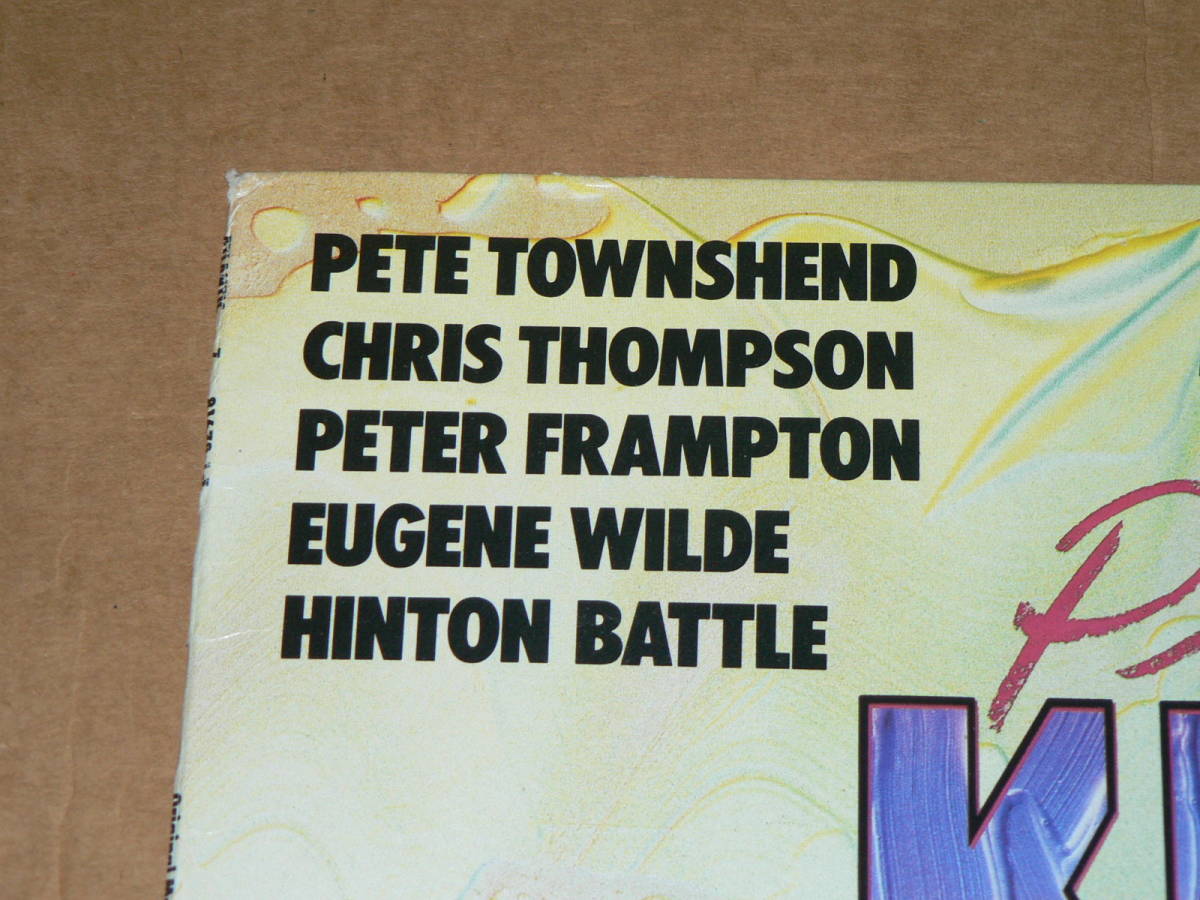 PETE TOWNSHEND
CHRIS THOMPSON
PETER FRAMPTON
EUGENE WILDE
HINTON BATTLE